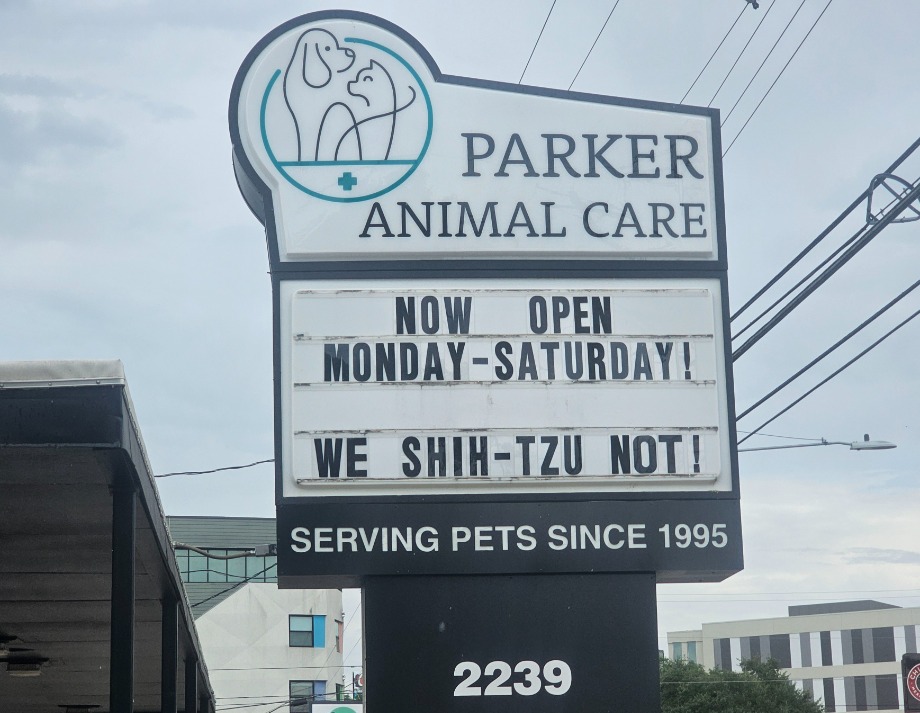 PARKER
ANIMAL CARE
NOW OPEN
MONDAY-SATURDAY!
WE SHIH-TZU NOT!
SERVING PETS SINCE 1995
2239